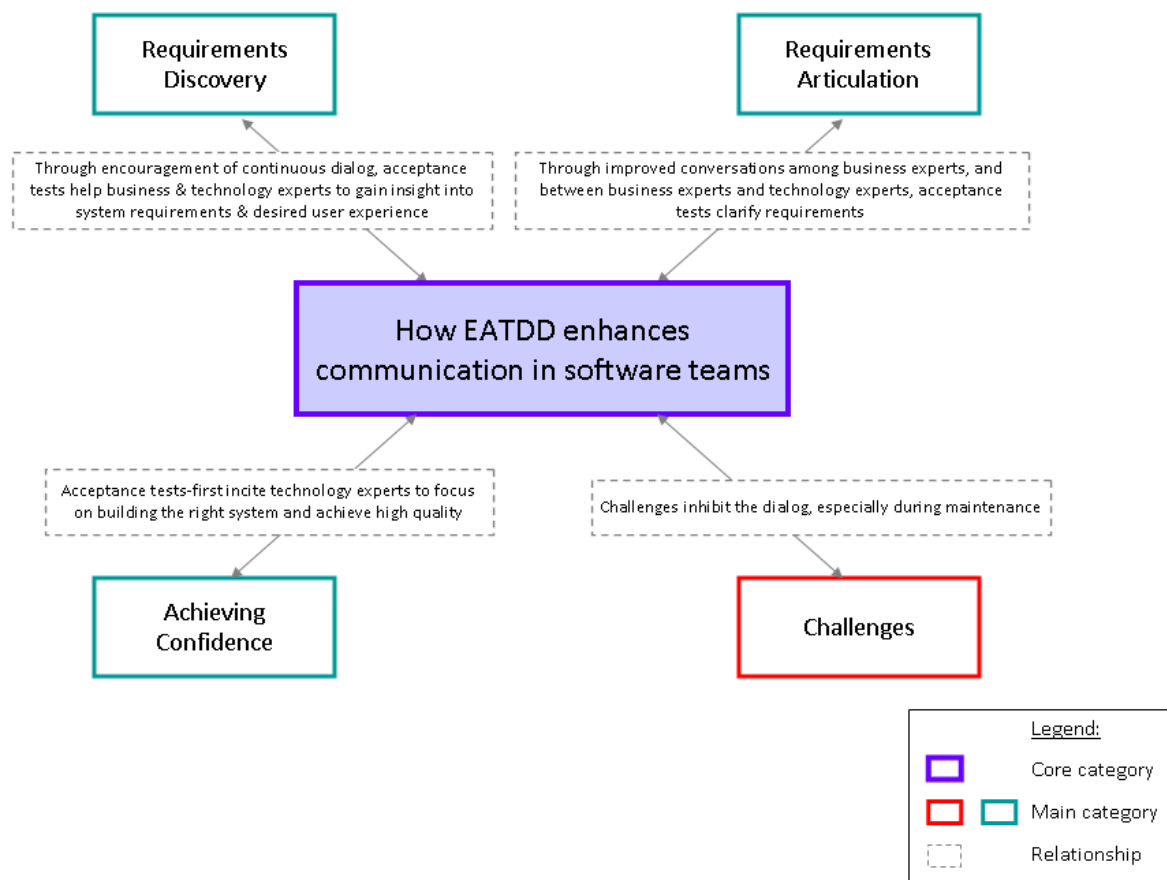 Requirements
Discovery
Requirements
Articulation
Through encouragement of continuous dialog, acceptance
tests help business & technology experts to gain insight into
system requirements & desired user experience
Through improved conversations among business experts, and
between business experts and technology experts, acceptance
tests clarify requirements
How EATDD enhances
communication in software teams
Acceptance tests-first incite technology experts to focus
on building the right system and achieve high quality
Challenges inhibit the dialog, especially during maintenance
Achieving
Confidence
Challenges
Legend:
Core category
Main category
Relationship